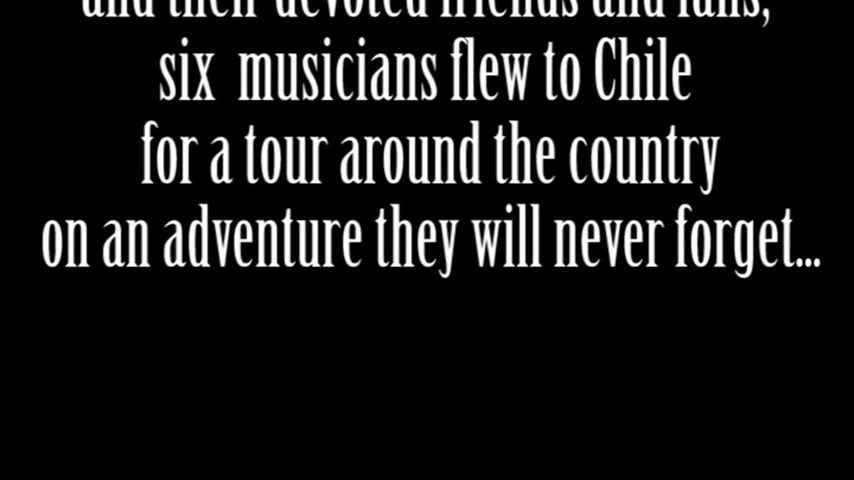 and their devoted friends and fans,
six musicians flew to Chile
for a tour around the country
on an adventure they will never forget...